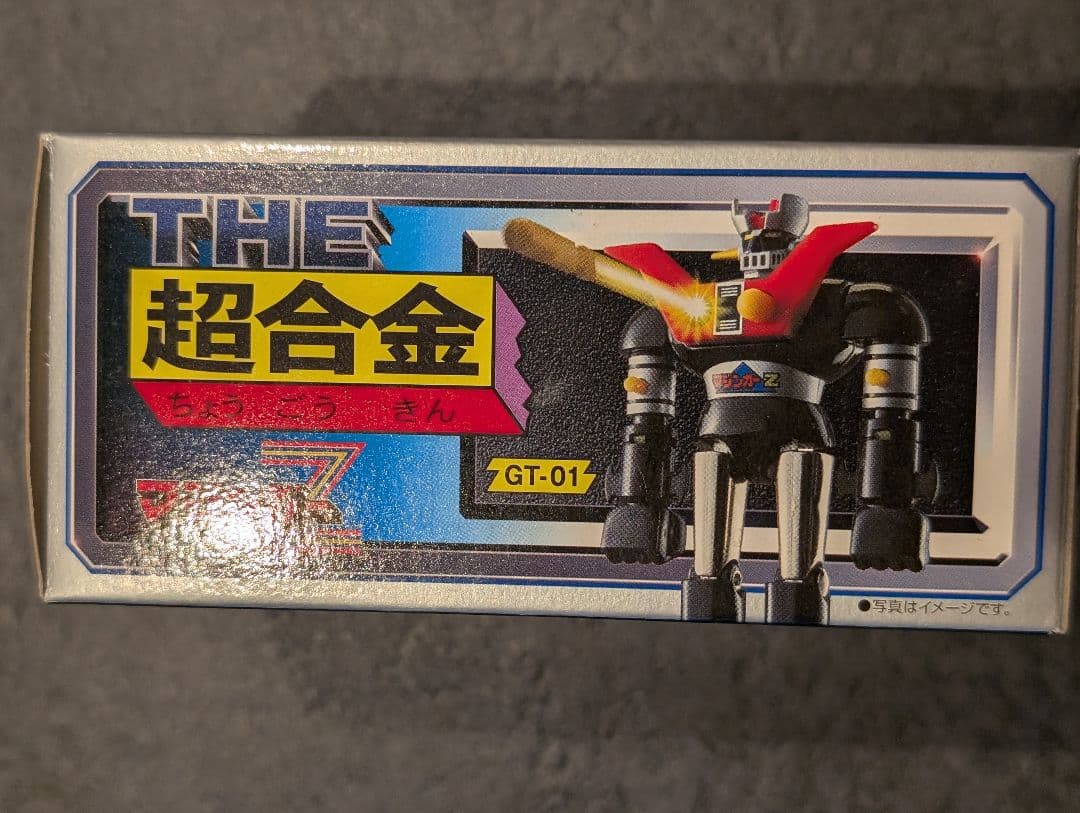 THE
超合金
ちょうごうきん
Z
GT-01
マジンガーZ
●写真はイメージです。